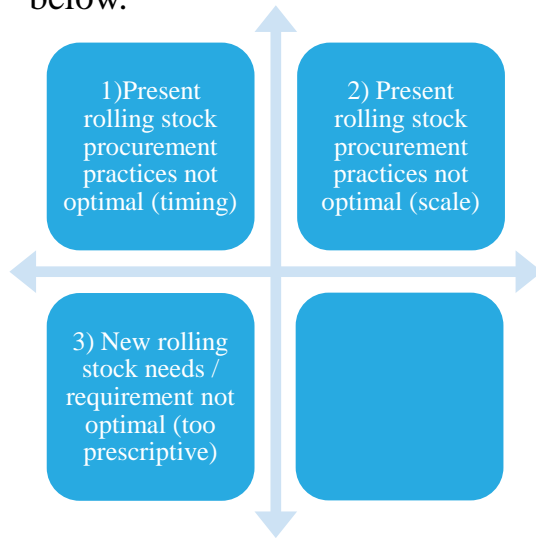 below.
1)Present
rolling stock
procurement
practices not
optimal (timing)
2) Present
rolling stock
procurement
practices not
optimal (scale)
3) New rolling
stock needs /
requirement not
optimal (too
prescriptive)